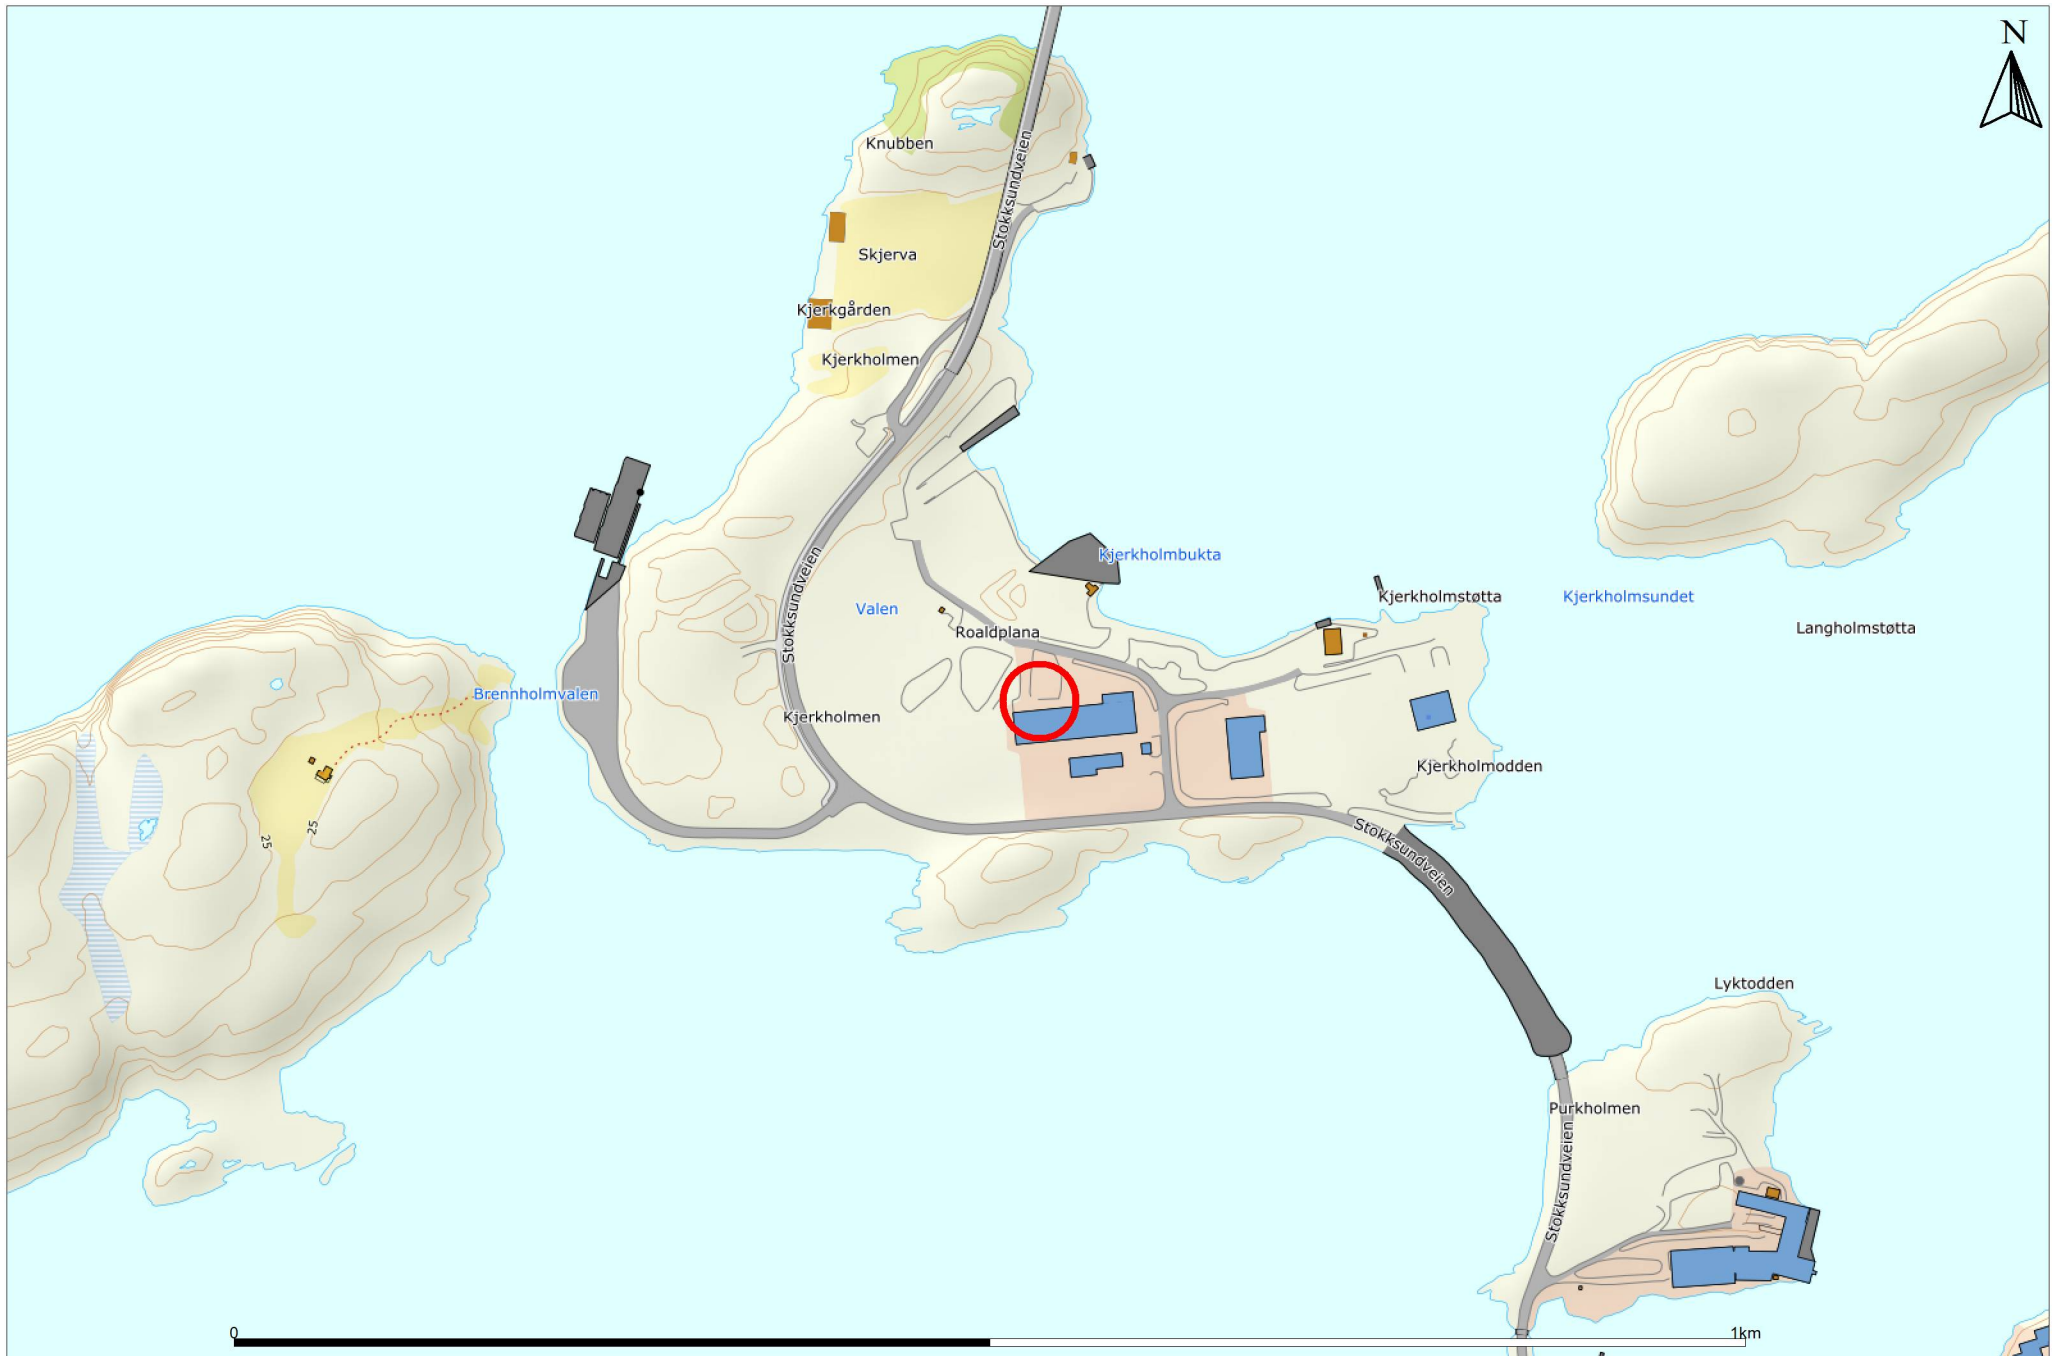 N
Knubben
Stokksundveien
Skjerva
Kjerkgården
Kjerkholmen
Kjerkholmbukta
Stokksundveien
Valen
Kjerkholmstøtta
Kjerkholmsundet
Roaldplana
Langholmstøtta
Brennholmvalen
Kjerkholmen
Kjerkholmodden
25
25
Stokksundveien
Lyktodden
Purkholmen
Stokksundveien
0
1km